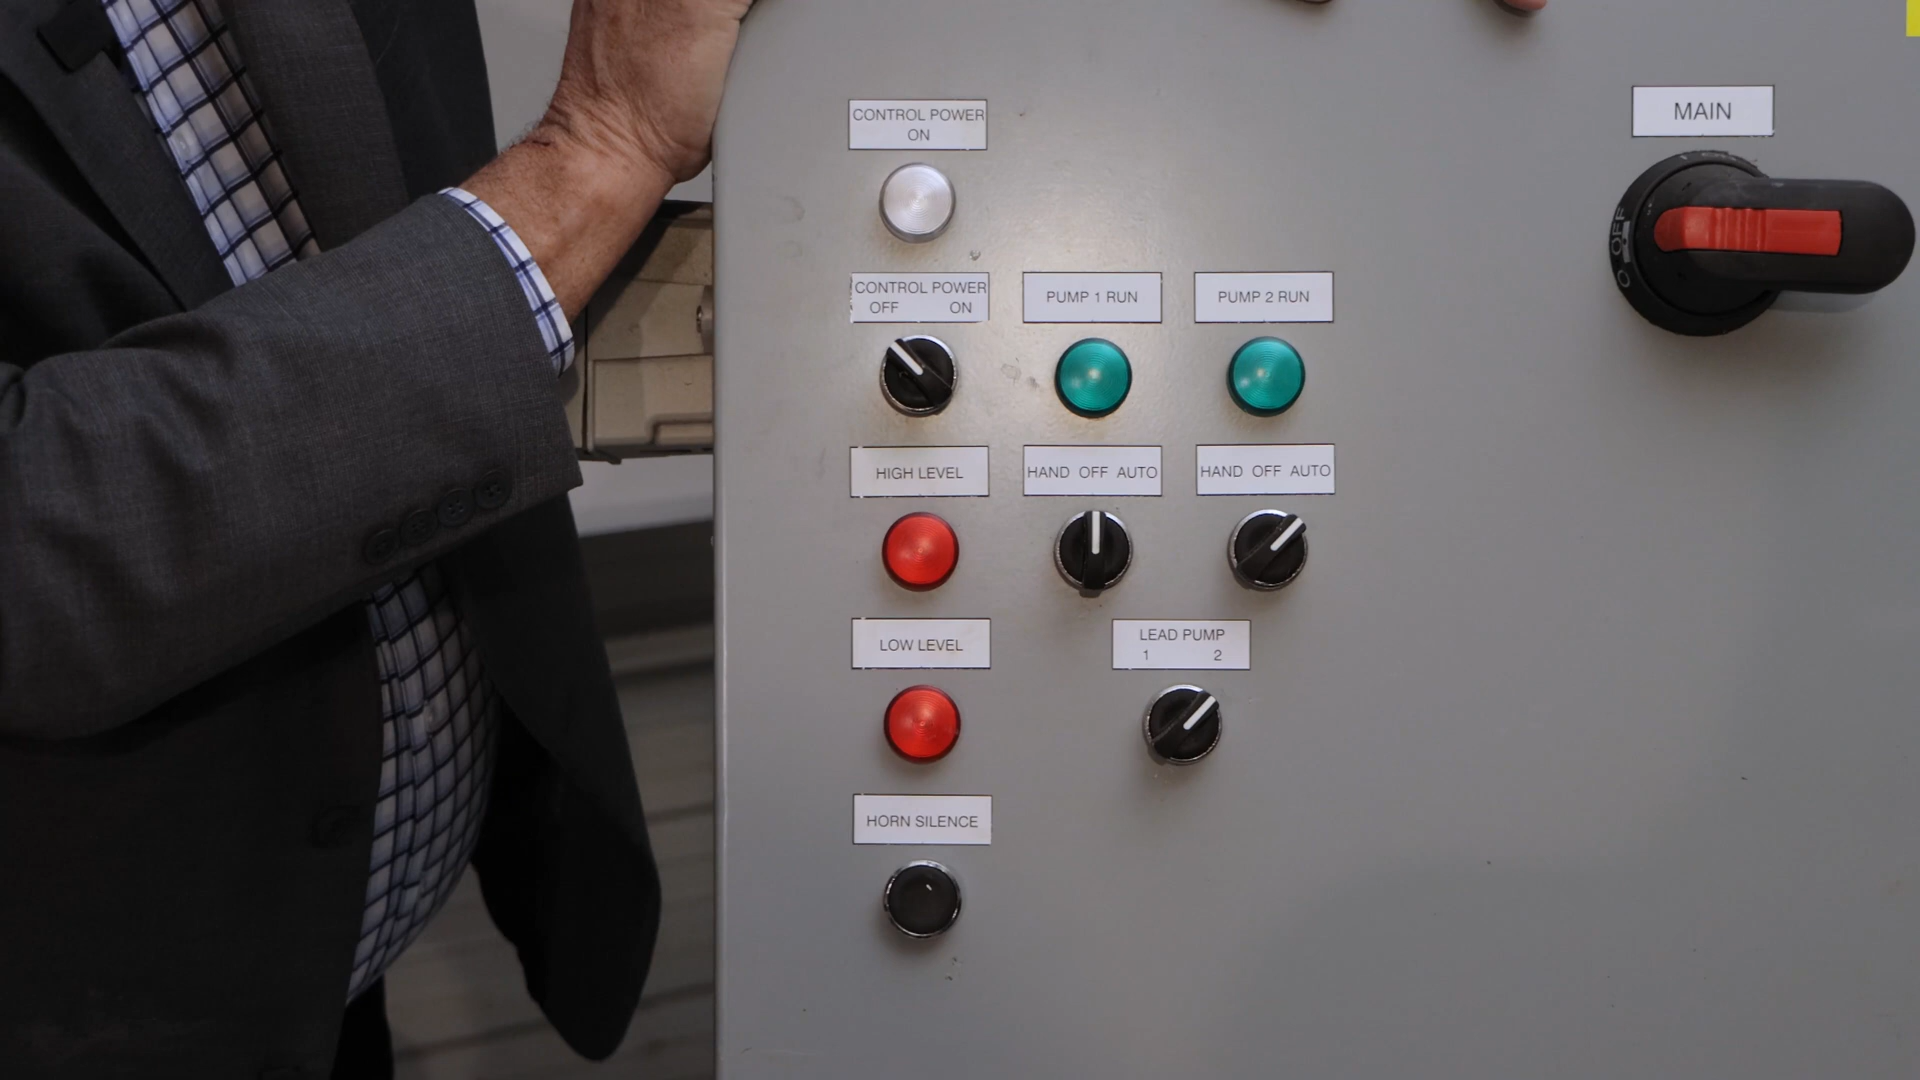 CONTROL POWER
ON
MAIN
O OFF
CONTROL POWER
OFF ON
PUMP 1 RUN
PUMP 2 RUN
HIGH LEVEL
HAND OFF AUTO
HAND OFF AUTO
LOW LEVEL
LEAD PUMP
1 2
HORN SILENCE